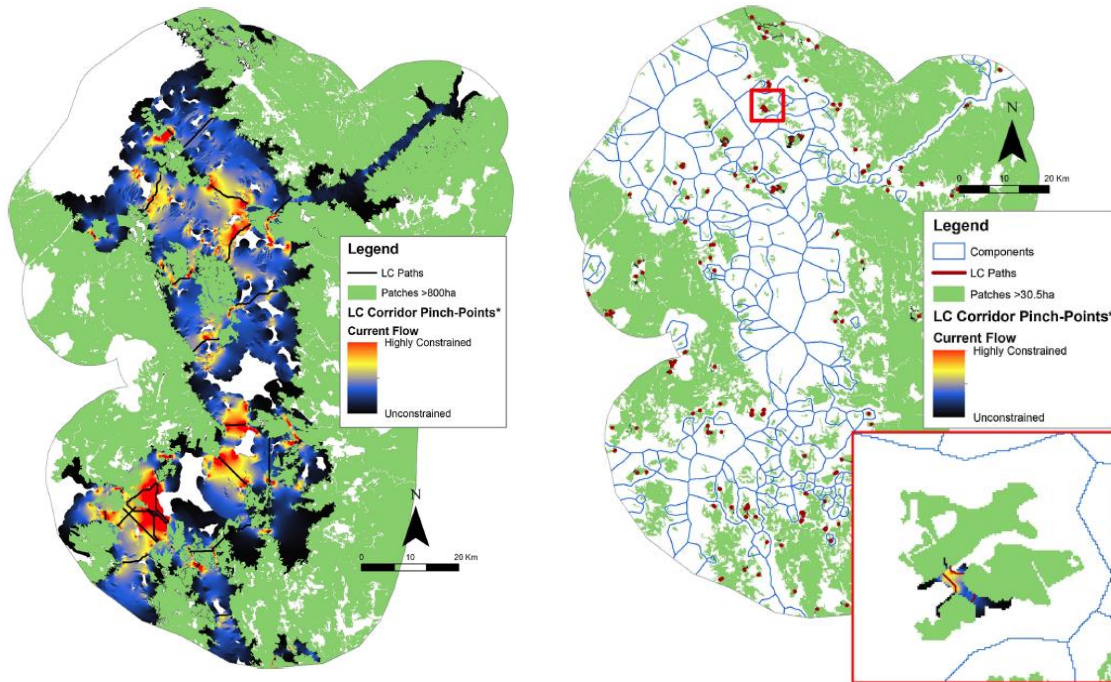 Legend
LC Paths
Patches >800ha
LC Corridor Pinch-Points*
Current Flow
Highly Constrained
Unconstrained
N
0 10 20 Km
N
0 10 20 Km
Legend
Components
LC Paths
Patches >30.5ha
LC Corridor Pinch-Points*
Current Flow
Highly Constrained
Unconstrained